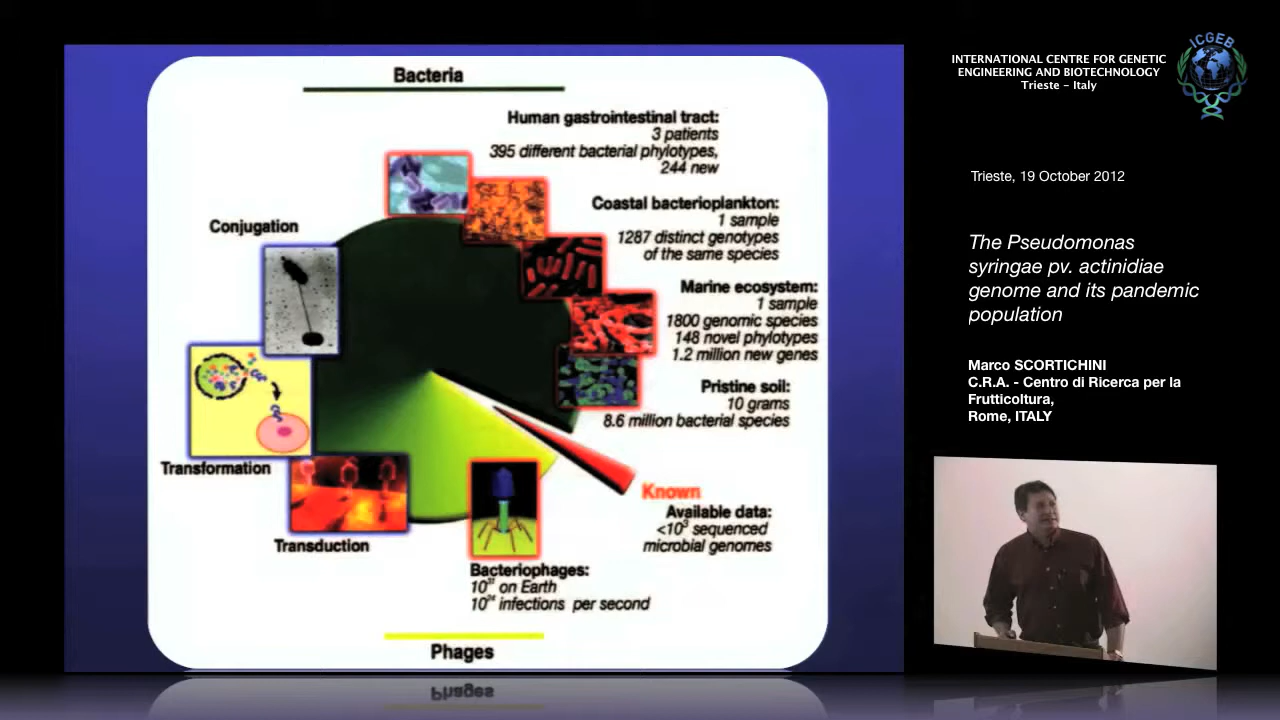 Bacteria
Human gastrointestinal tract:
3 patients
395 different bacterial phylotypes,
244 new
Coastal bacterioplankton:
1 sample
1287 distinct genotypes
of the same species
Marine ecosystem:
1 sample
1800 genomic species
148 novel phylotypes
1.2 million new genes
Pristine soil:
10 grams
8.6 million bacterial species
Known
Available data:
<10³ sequenced
microbial genomes
Conjugation
Transformation
Transduction
Bacteriophages:
10³¹ on Earth
10²⁴ infections per second
Phages
Phages
INTERNATIONAL CENTRE FOR GENETIC
ENGINEERING AND BIOTECHNOLOGY
Trieste - Italy
ICGEB
Trieste, 19 October 2012
The Pseudomonas
syringae pv. actinidiae
genome and its pandemic
population
Marco SCORTICHINI
C.R.A. - Centro di Ricerca per la
Frutticoltura,
Rome, ITALY